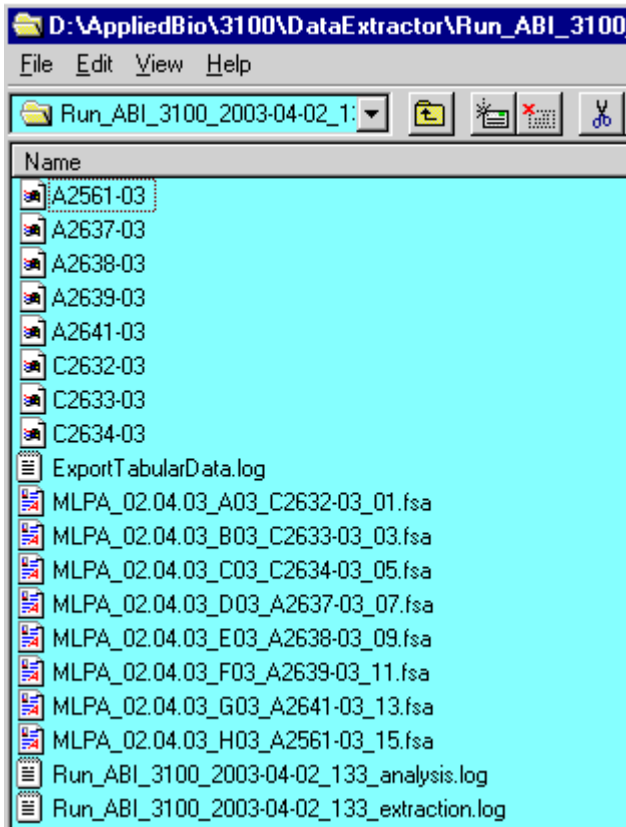 D:\AppliedBio\3100\DataExtractor\Run_ABI_3100_
File Edit View Help
Run_ABI_3100_2003-04-02_1
Name
A2561-03
A2637-03
A2638-03
A2639-03
A2641-03
C2632-03
C2633-03
C2634-03
ExportTabularData.log
MLPA_02.04.03_A03_C2632-03_01.fsa
MLPA_02.04.03_B03_C2633-03_03.fsa
MLPA_02.04.03_C03_C2634-03_05.fsa
MLPA_02.04.03_D03_A2637-03_07.fsa
MLPA_02.04.03_E03_A2638-03_09.fsa
MLPA_02.04.03_F03_A2639-03_11.fsa
MLPA_02.04.03_G03_A2641-03_13.fsa
MLPA_02.04.03_H03_A2561-03_15.fsa
Run_ABI_3100_2003-04-02_133_analysis.log
Run_ABI_3100_2003-04-02_133_extraction.log